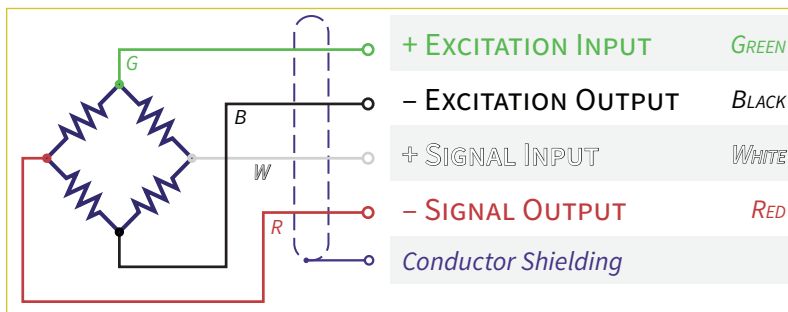 G
+ EXCITATION INPUT GREEN
B
– EXCITATION OUTPUT BLACK
W
+ SIGNAL INPUT WHITE
R
– SIGNAL OUTPUT RED
Conductor Shielding